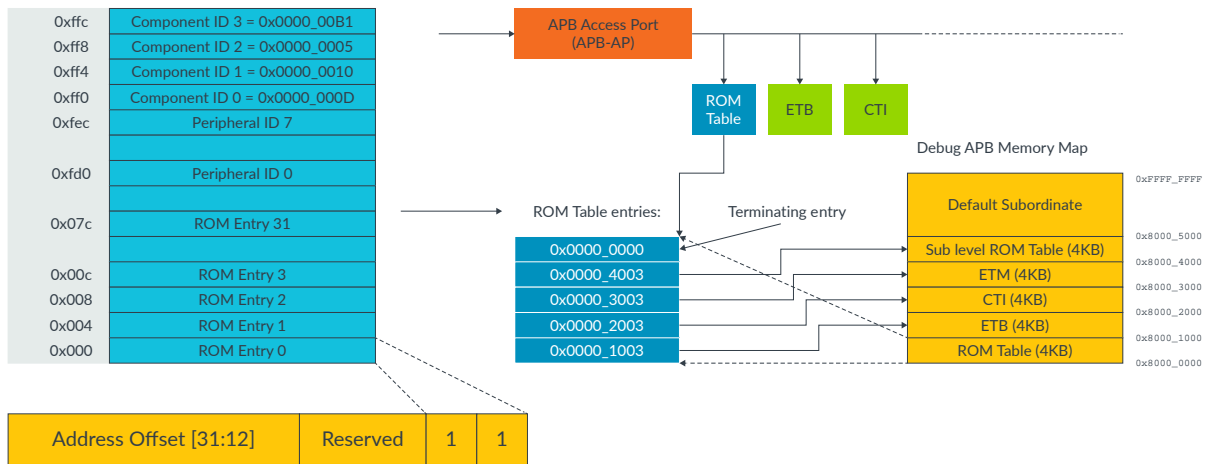 0xffc Component ID 3 = 0x0000_00B1
0xff8 Component ID 2 = 0x0000_0005
0xff4 Component ID 1 = 0x0000_0010
0xff0 Component ID 0 = 0x0000_000D
0xfec Peripheral ID 7
0xfd0 Peripheral ID 0
0x07c ROM Entry 31
0x00c ROM Entry 3
0x008 ROM Entry 2
0x004 ROM Entry 1
0x000 ROM Entry 0
Address Offset [31:12] Reserved 1 1
APB Access Port
(APB-AP)
ROM
Table
ETB
CTI
ROM Table entries:
Terminating entry
0x0000_0000
0x0000_4003
0x0000_3003
0x0000_2003
0x0000_1003
Debug APB Memory Map
0xFFFF_FFFF
Default Subordinate
0x8000_5000
Sub level ROM Table (4KB)
0x8000_4000
ETM (4KB)
0x8000_3000
CTI (4KB)
0x8000_2000
ETB (4KB)
0x8000_1000
ROM Table (4KB)
0x8000_0000